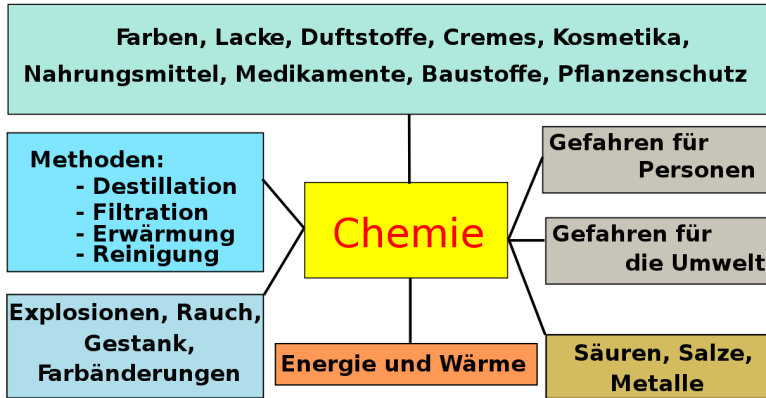 Farben, Lacke, Duftstoffe, Cremes, Kosmetika,
Nahrungsmittel, Medikamente, Baustoffe, Pflanzenschutz
Methoden:
- Destillation
- Filtration
- Erwärmung
- Reinigung
Chemie
Gefahren für
Personen
Gefahren für
die Umwelt
Explosionen, Rauch,
Gestank,
Farbänderungen
Energie und Wärme
Säuren, Salze,
Metalle